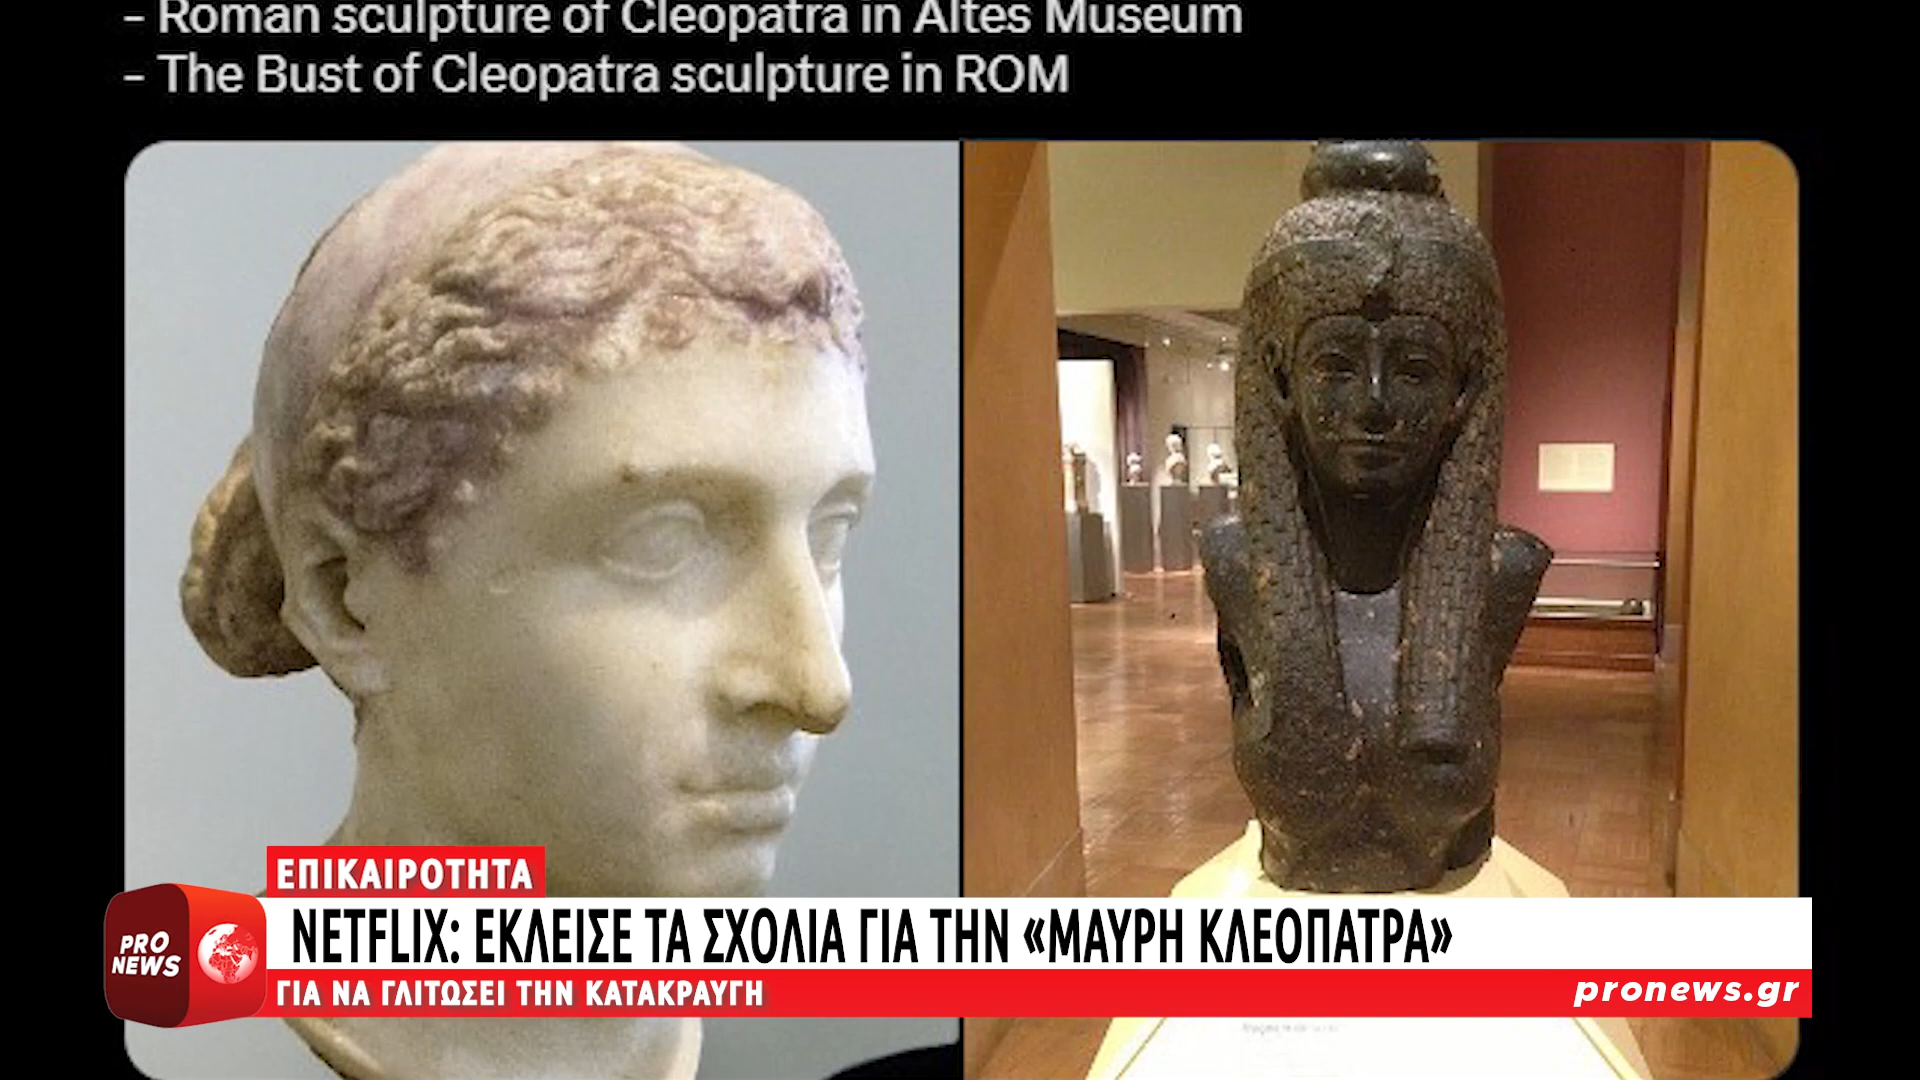 – Roman sculpture of Cleopatra in Altes Museum
– The Bust of Cleopatra sculpture in ROM
ΕΠΙΚΑΙΡΟΤΗΤΑ
PRO
NEWS
NETFLIX: ΕΚΛΕΙΣΕ ΤΑ ΣΧΟΛΙΑ ΓΙΑ ΤΗΝ «ΜΑΥΡΗ ΚΛΕΟΠΑΤΡΑ»
ΓΙΑ ΝΑ ΓΛΙΤΩΣΕΙ ΤΗΝ ΚΑΤΑΚΡΑΥΓΗ
pronews.gr